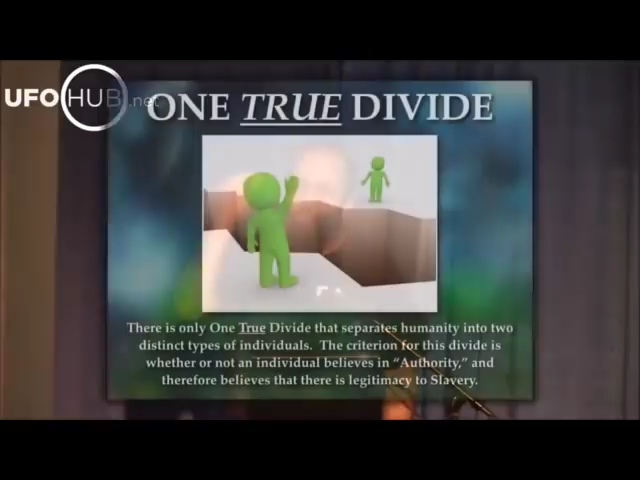 UFO HUB.net
ONE TRUE DIVIDE
There is only One True Divide that separates humanity into two
distinct types of individuals. The criterion for this divide is
whether or not an individual believes in “Authority,” and
therefore believes that there is legitimacy to Slavery.